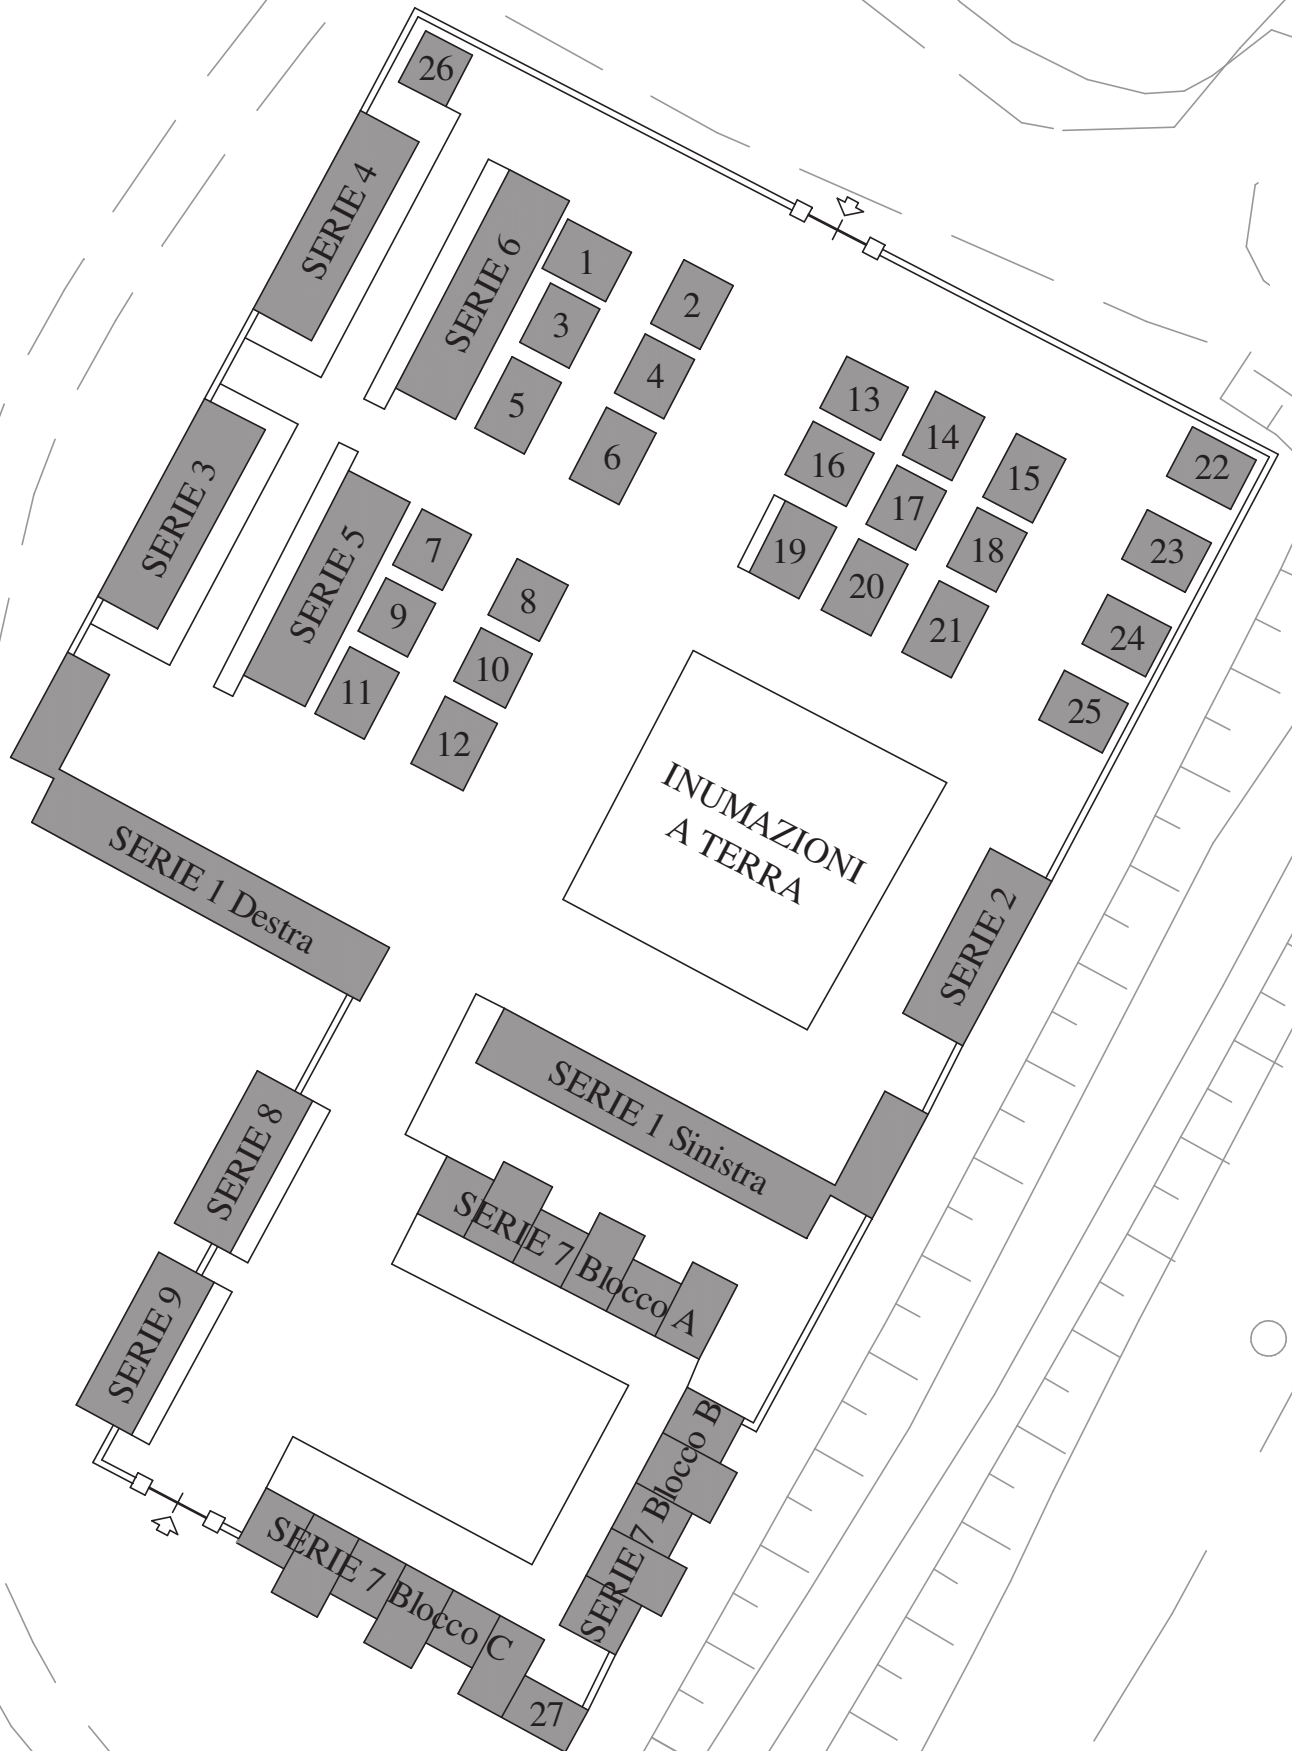 26
SERIE 4
SERIE 6
1
2
3
4
5
6
13
14
15
16
17
18
19
20
21
22
23
24
25
SERIE 3
SERIE 5
7
8
9
10
11
12
INUMAZIONI
A TERRA
SERIE 1 Destra
SERIE 2
SERIE 1 Sinistra
SERIE 8
SERIE 7 Blocco A
SERIE 9
SERIE 7 Blocco B
SERIE 7 Blocco C
27